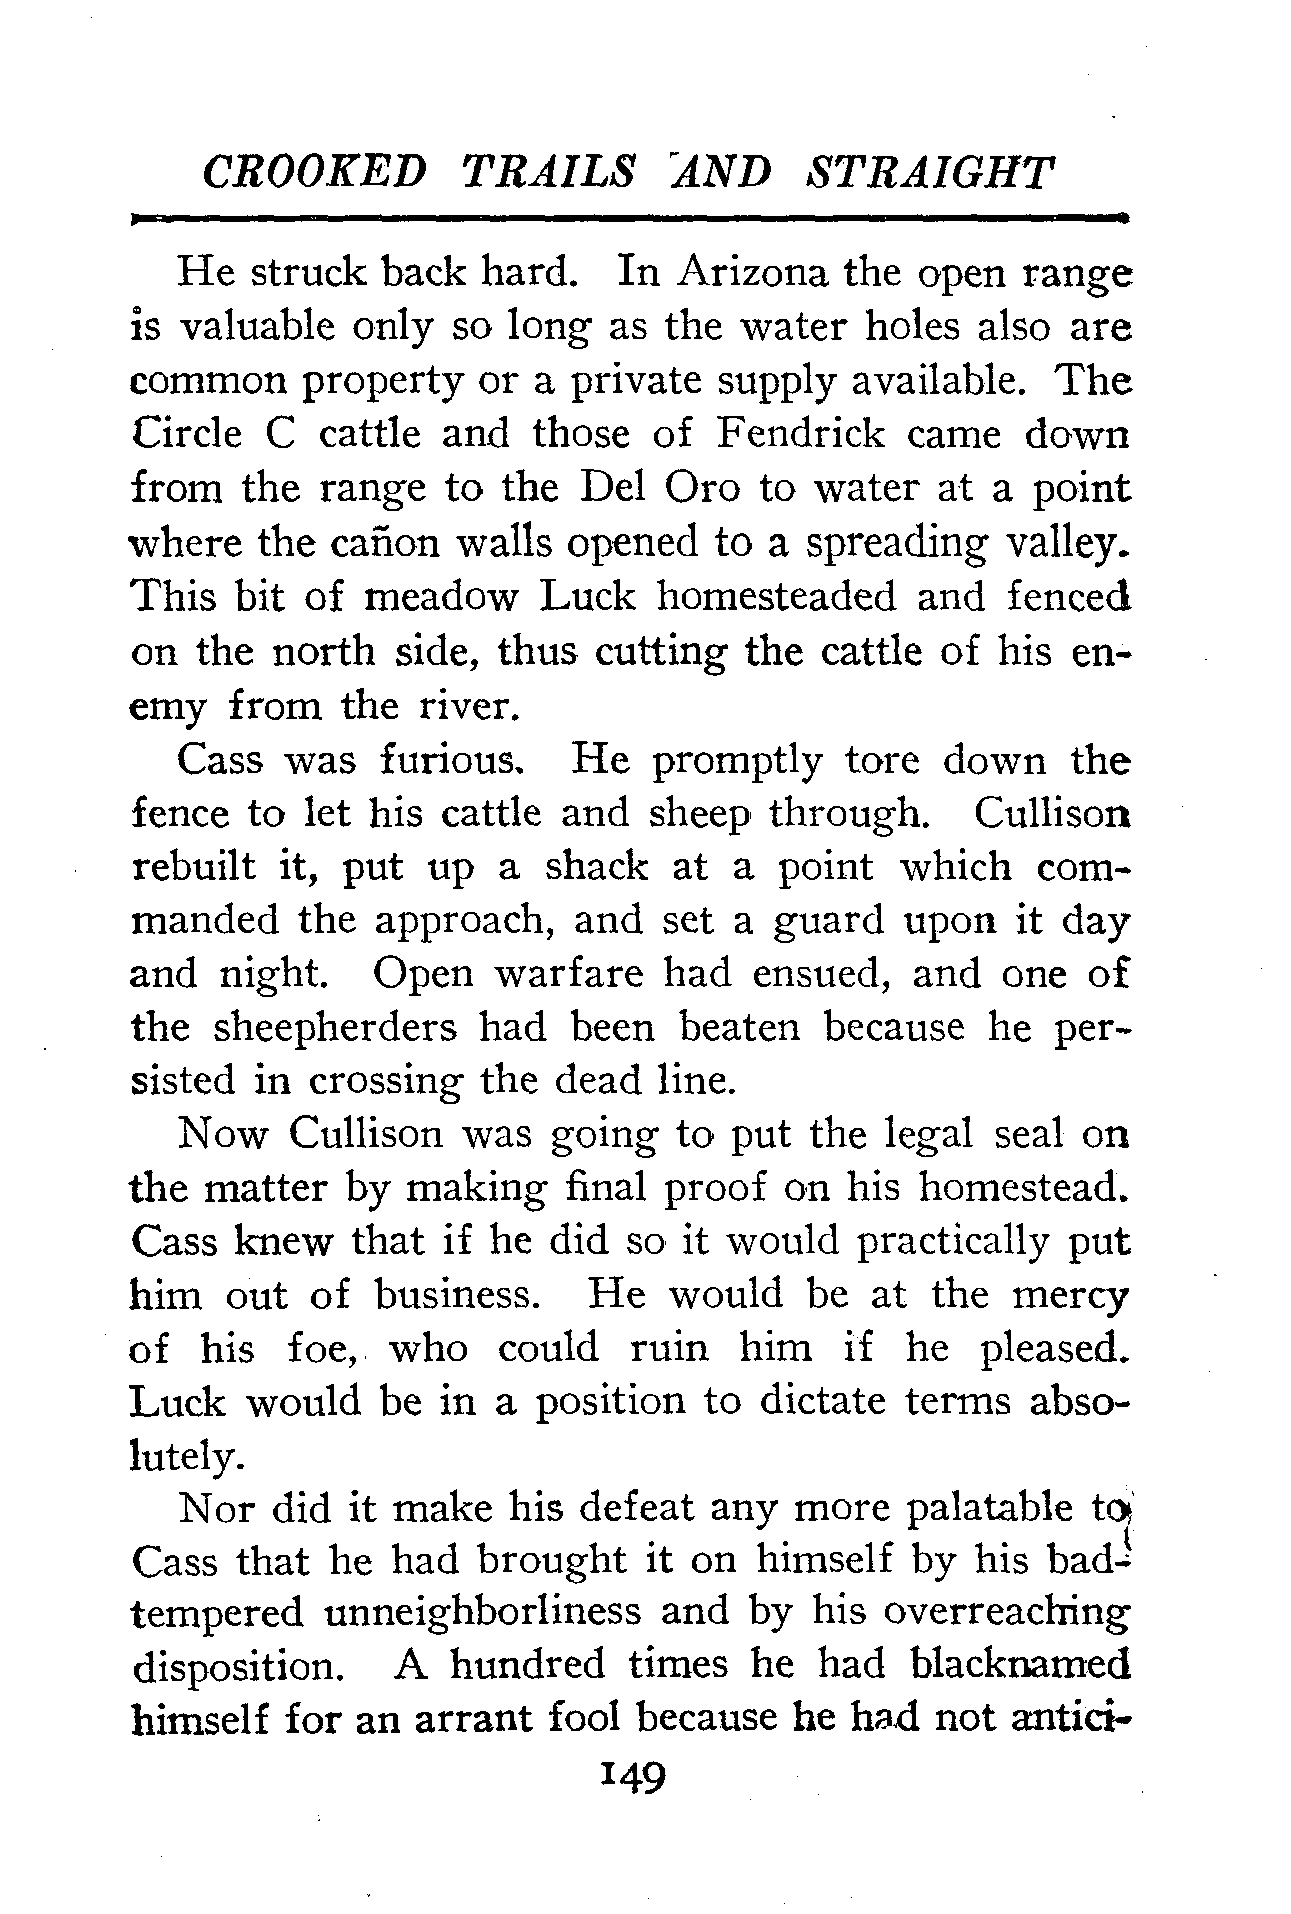 CROOKED TRAILS AND STRAIGHT
He struck back hard. In Arizona the open range
is valuable only so long as the water holes also are
common property or a private supply available. The
Circle C cattle and those of Fendrick came down
from the range to the Del Oro to water at a point
where the cañon walls opened to a spreading valley.
This bit of meadow Luck homesteaded and fenced
on the north side, thus cutting the cattle of his en-
emy from the river.
Cass was furious. He promptly tore down the
fence to let his cattle and sheep through. Cullison
rebuilt it, put up a shack at a point which com-
manded the approach, and set a guard upon it day
and night. Open warfare had ensued, and one of
the sheepherders had been beaten because he per-
sisted in crossing the dead line.
Now Cullison was going to put the legal seal on
the matter by making final proof on his homestead.
Cass knew that if he did so it would practically put
him out of business. He would be at the mercy
of his foe, who could ruin him if he pleased.
Luck would be in a position to dictate terms abso-
lutely.
Nor did it make his defeat any more palatable to
Cass that he had brought it on himself by his bad-
tempered unneighborliness and by his overreaching
disposition. A hundred times he had blacknamed
himself for an arrant fool because he had not antici-
149